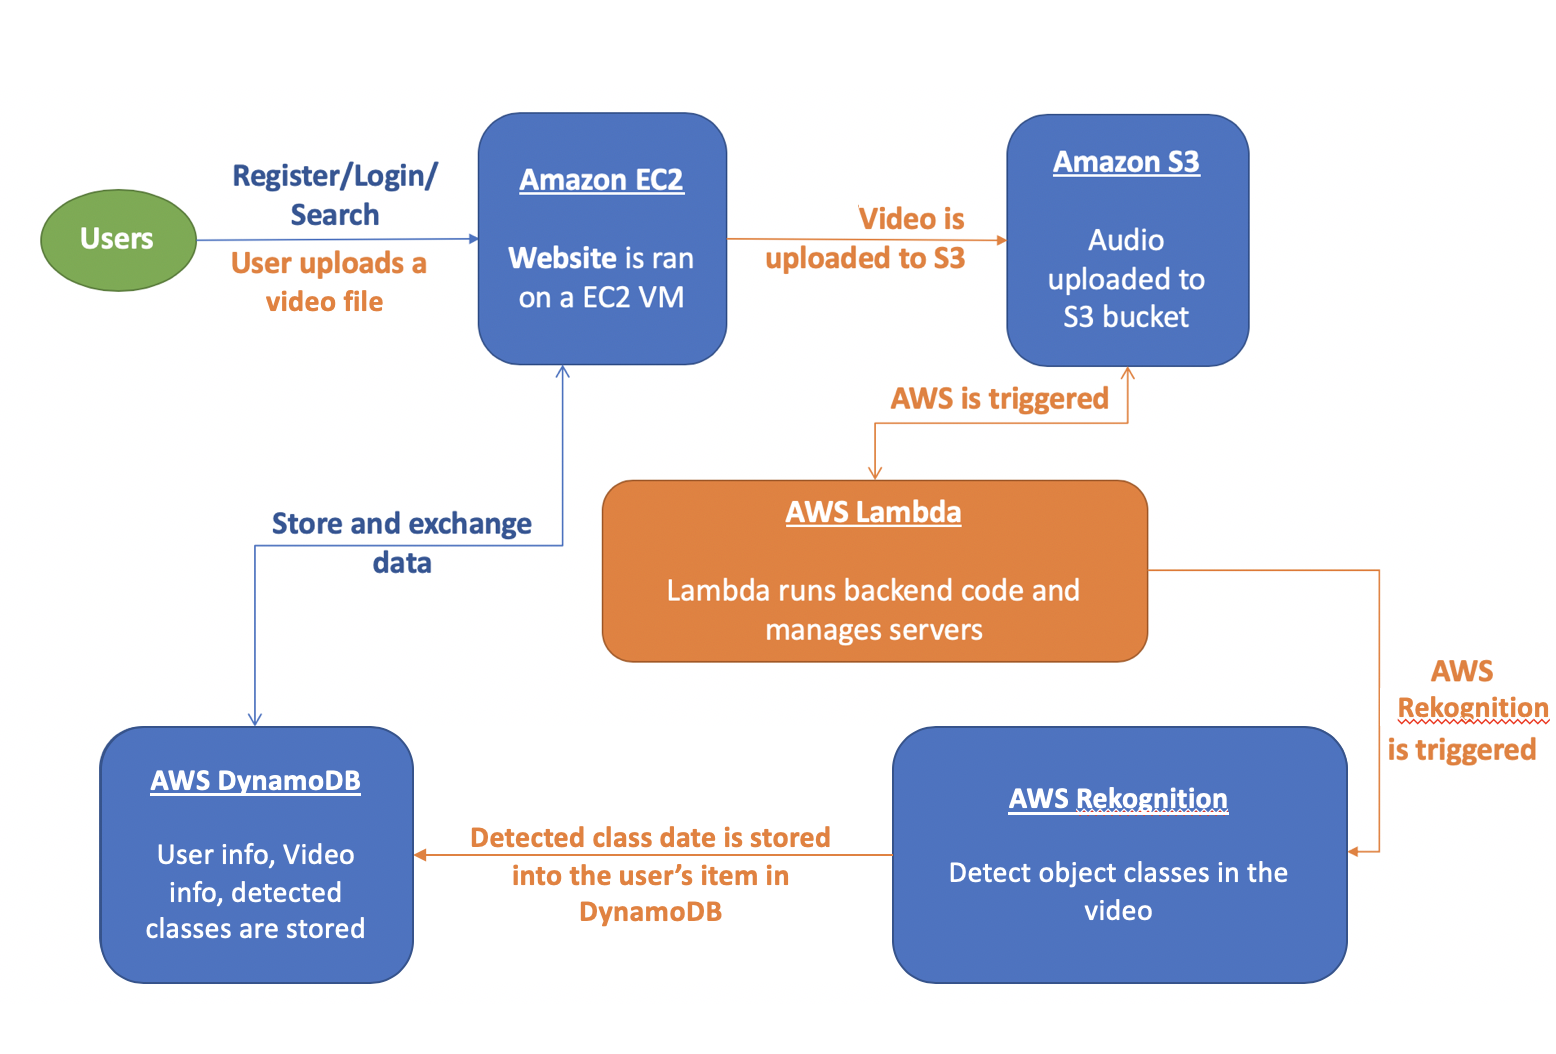 Users
Register/Login/
Search
User uploads a
video file
Amazon EC2
Website is ran
on a EC2 VM
Video is
uploaded to S3
Amazon S3
Audio
uploaded to
S3 bucket
AWS is triggered
AWS Lambda
Lambda runs backend code and
manages servers
Store and exchange
data
AWS
Rekognition
is triggered
AWS DynamoDB
User info, Video
info, detected
classes are stored
Detected class date is stored
into the user’s item in
DynamoDB
AWS Rekognition
Detect object classes in the
video